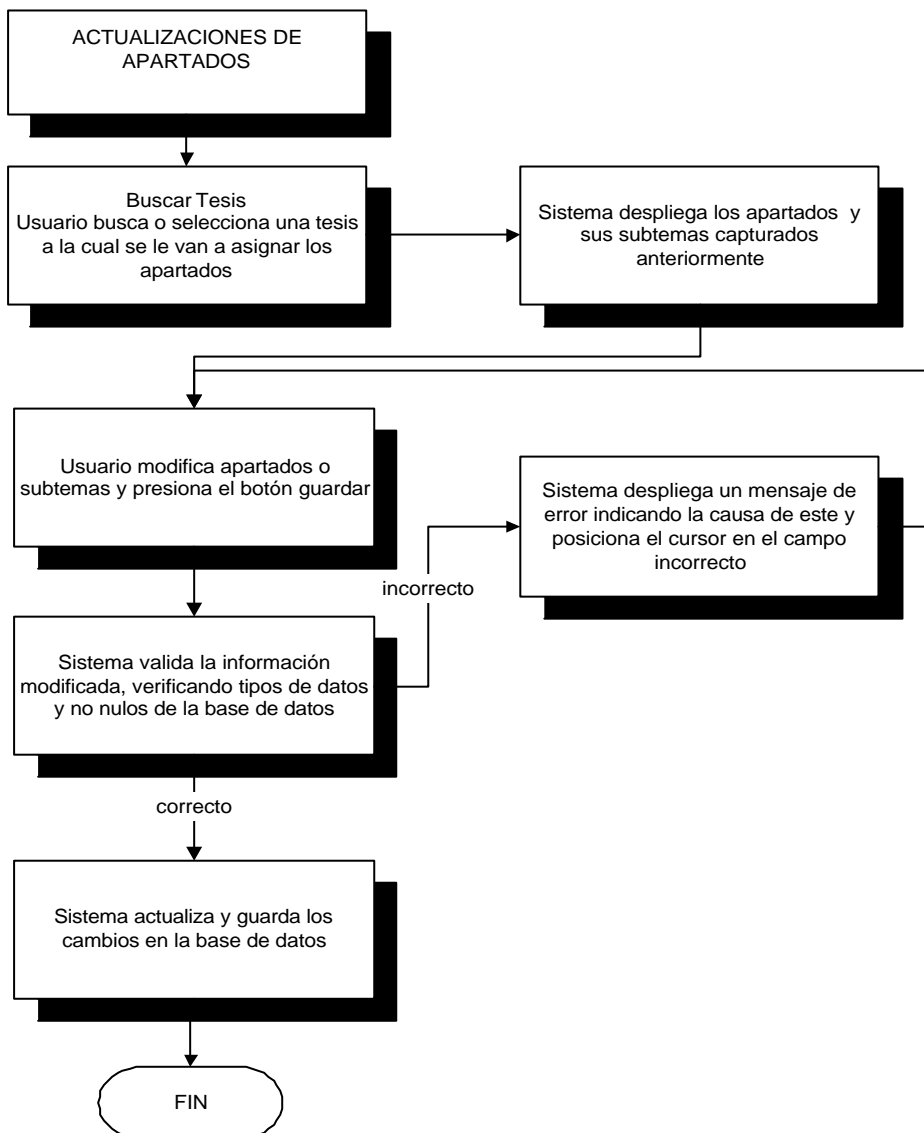 ACTUALIZACIONES DE
APARTADOS
Buscar Tesis
Usuario busca o selecciona una tesis
a la cual se le van a asignar los
apartados
Sistema despliega los apartados y
sus subtemas capturados
anteriormente
Usuario modifica apartados o
subtemas y presiona el botón guardar
Sistema despliega un mensaje de
error indicando la causa de este y
posiciona el cursor en el campo
incorrecto
incorrecto
Sistema valida la información
modificada, verificando tipos de datos
y no nulos de la base de datos
correcto
Sistema actualiza y guarda los
cambios en la base de datos
FIN